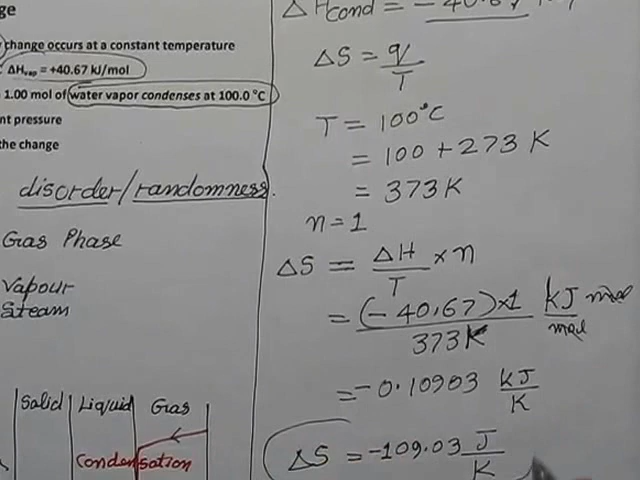 ge
change occurs at a constant temperature
ΔHvap = +40.67 kJ/mol
1.00 mol of water vapor condenses at 100.0 °C
nt pressure
the change
disorder/randomness.
Gas Phase
Vapour
Steam
Solid | Liquid | Gas
Condensation
ΔHcond = -40.67
ΔS = q/T
T = 100°C
= 100 + 273 K
= 373 K
n = 1
ΔS = ΔH/T × n
= (-40.67)×1/373K kJ mol/mol
= -0.10903 kJ/K
ΔS = -109.03 J/K